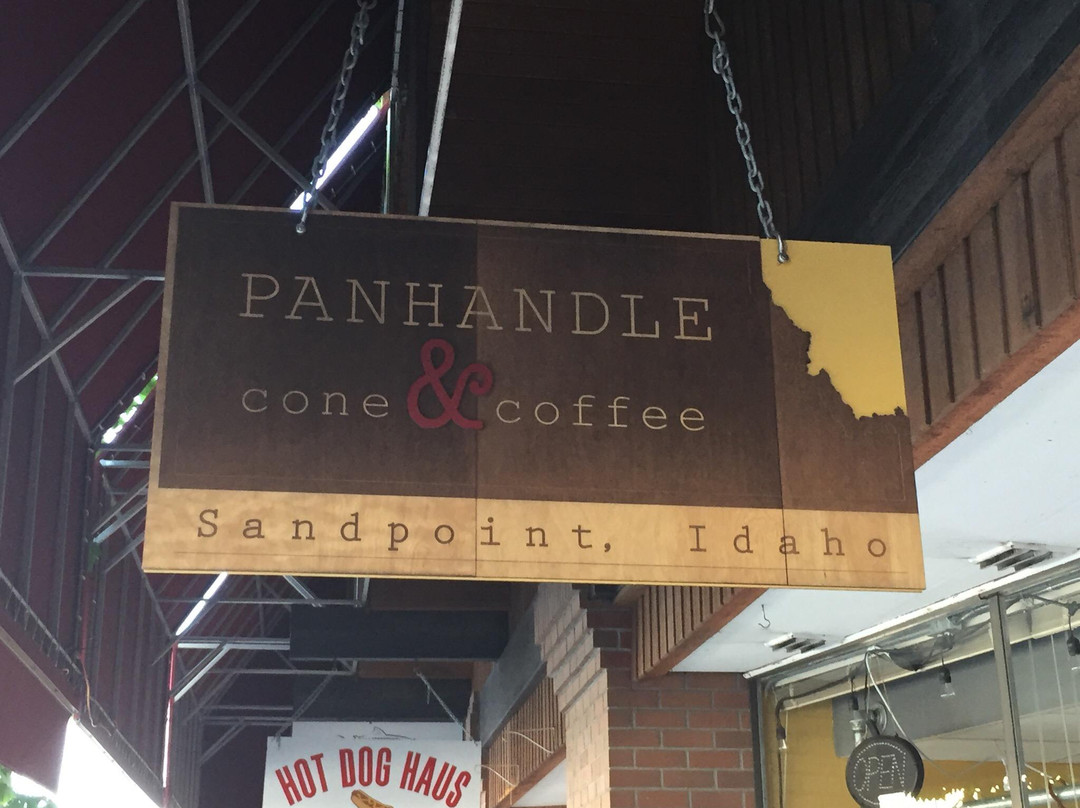 PANHANDLE
cone & coffee
Sandpoint, Idaho
HOT DOG HAUS
OPEN